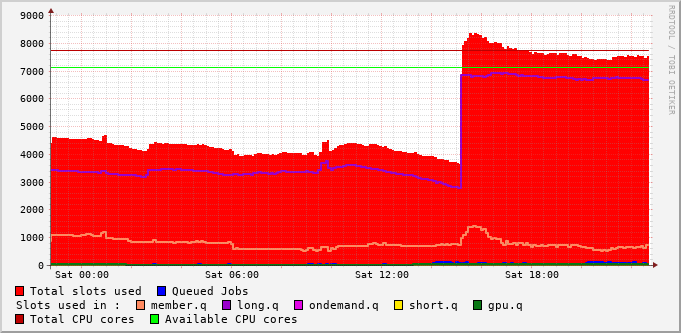 9000
8000
7000
6000
5000
4000
3000
2000
1000
0
Sat 00:00 Sat 06:00 Sat 12:00 Sat 18:00
RRDTOOL / TOBI OETIKER
Total slots used Queued Jobs
Slots used in : member.q long.q ondemand.q short.q gpu.q
Total CPU cores Available CPU cores